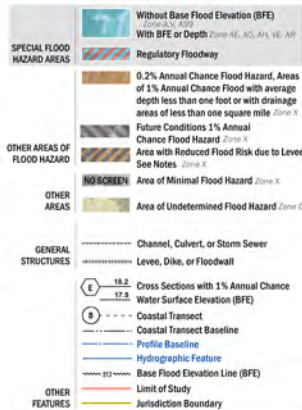 Without Base Flood Elevation (BFE)
Zone A,V, A99
With BFE or Depth Zone AE, AO, AH, VE, AR
SPECIAL FLOOD
HAZARD AREAS
Regulatory Floodway
0.2% Annual Chance Flood Hazard, Areas
of 1% Annual Chance Flood with average
depth less than one foot or with drainage
areas of less than one square mile Zone X
Future Conditions 1% Annual
Chance Flood Hazard Zone X
OTHER AREAS OF
FLOOD HAZARD
Area with Reduced Flood Risk due to Levee
See Notes Zone X
NO SCREEN Area of Minimal Flood Hazard Zone X
OTHER
AREAS
Area of Undetermined Flood Hazard Zone D
GENERAL
STRUCTURES
Channel, Culvert, or Storm Sewer
Levee, Dike, or Floodwall
E 18.2 Cross Sections with 1% Annual Chance
17.5 Water Surface Elevation (BFE)
8 Coastal Transect
Coastal Transect Baseline
Profile Baseline
Hydrographic Feature
513 Base Flood Elevation Line (BFE)
OTHER
FEATURES
Limit of Study
Jurisdiction Boundary